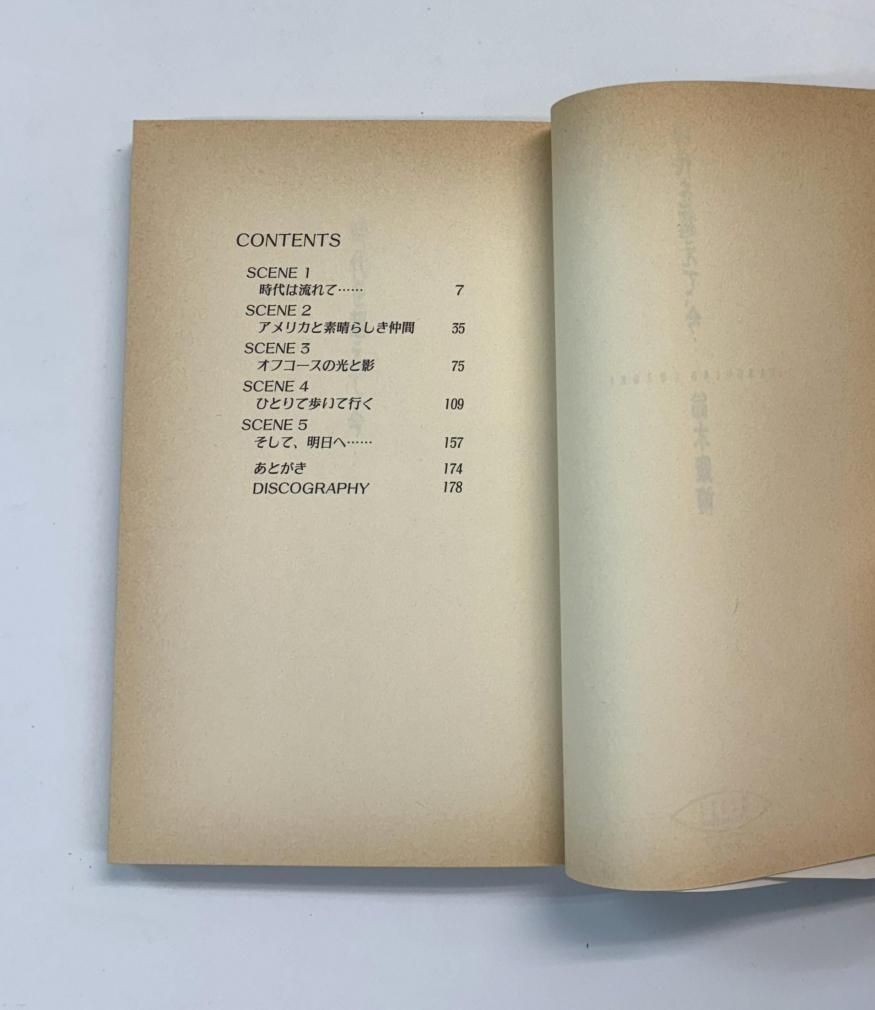 CONTENTS
SCENE 1
時代は流れて…… 7
SCENE 2
アメリカと素晴らしき仲間 35
SCENE 3
オフコースの光と影 75
SCENE 4
ひとりで歩いて行く 109
SCENE 5
そして、明日へ…… 157
あとがき 174
DISCOGRAPHY 178